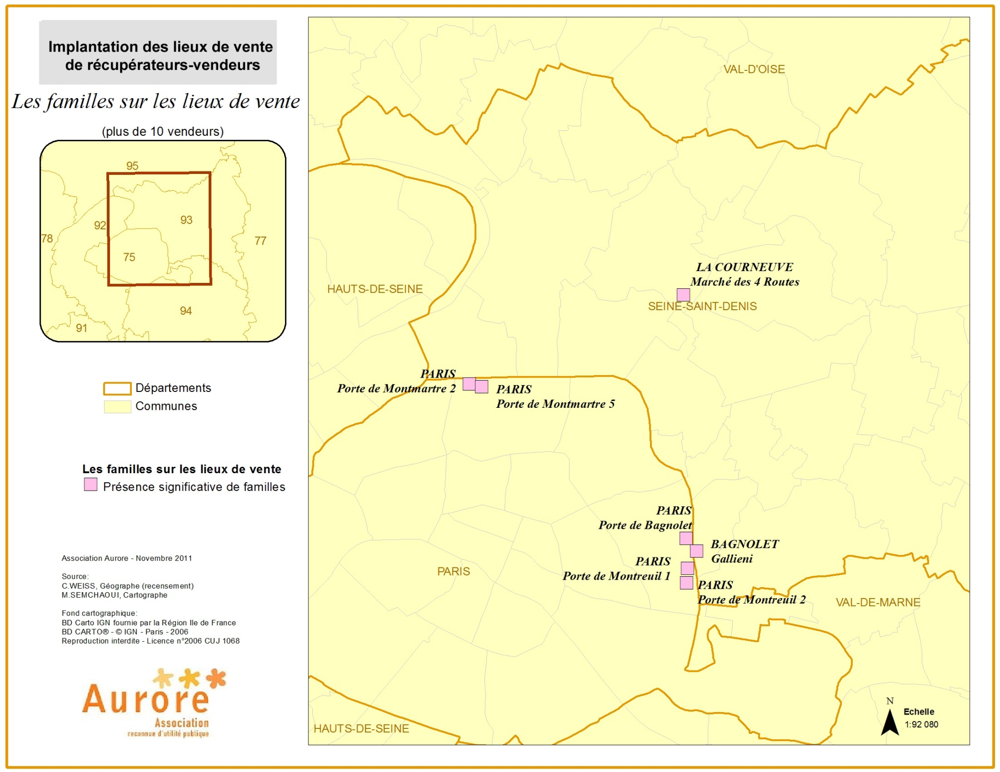 Implantation des lieux de vente
de récupérateurs-vendeurs
Les familles sur les lieux de vente
(plus de 10 vendeurs)
95
92
93
78
77
75
94
91
Départements
Communes
Les familles sur les lieux de vente
Présence significative de familles
Association Aurore - Novembre 2011
Source:
C.WEISS, Géographe (recensement)
M.SEMCHAOUI, Cartographe
Fond cartographique:
BD Carto IGN fournie par la Région Ile de France
BD CARTO® - © IGN - Paris - 2006
Reproduction interdite - Licence n°2006 CUJ 1068
Aurore
Association
reconnue d'utilité publique
VAL-D'OISE
LA COURNEUVE
Marché des 4 Routes
HAUTS-DE-SEINE
SEINE-SAINT-DENIS
PARIS
Porte de Montmartre 2
PARIS
Porte de Montmartre 5
PARIS
Porte de Bagnolet
BAGNOLET
Gallieni
PARIS
Porte de Montreuil 1
PARIS
PARIS
Porte de Montreuil 2
VAL-DE-MARNE
HAUTS-DE-SEINE
N
Echelle
1:92 080